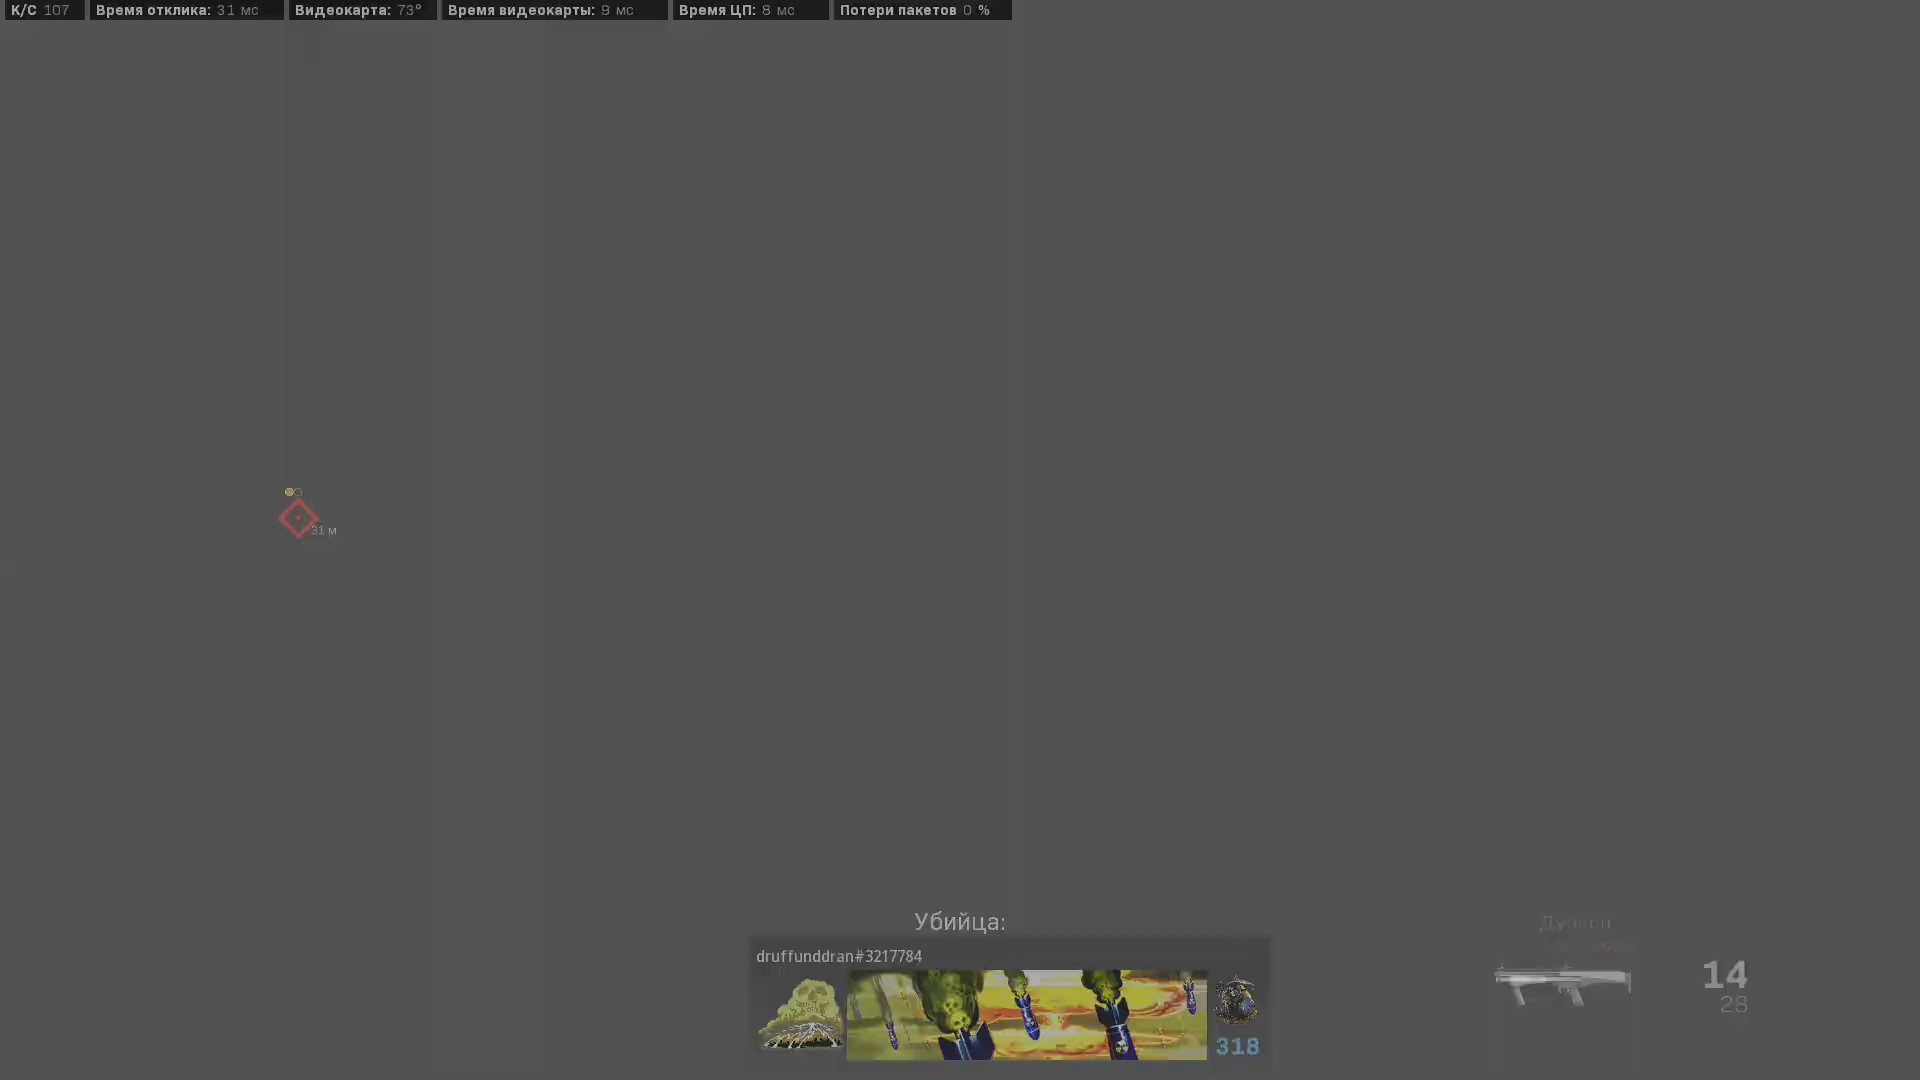 К/С 107 Время отклика: 31 мс Видеокарта: 73° Время видеокарты: 9 мс Время ЦП: 8 мс Потери пакетов 0 %
31 м
Убийца:
druffunddran#3217784
318
14
28